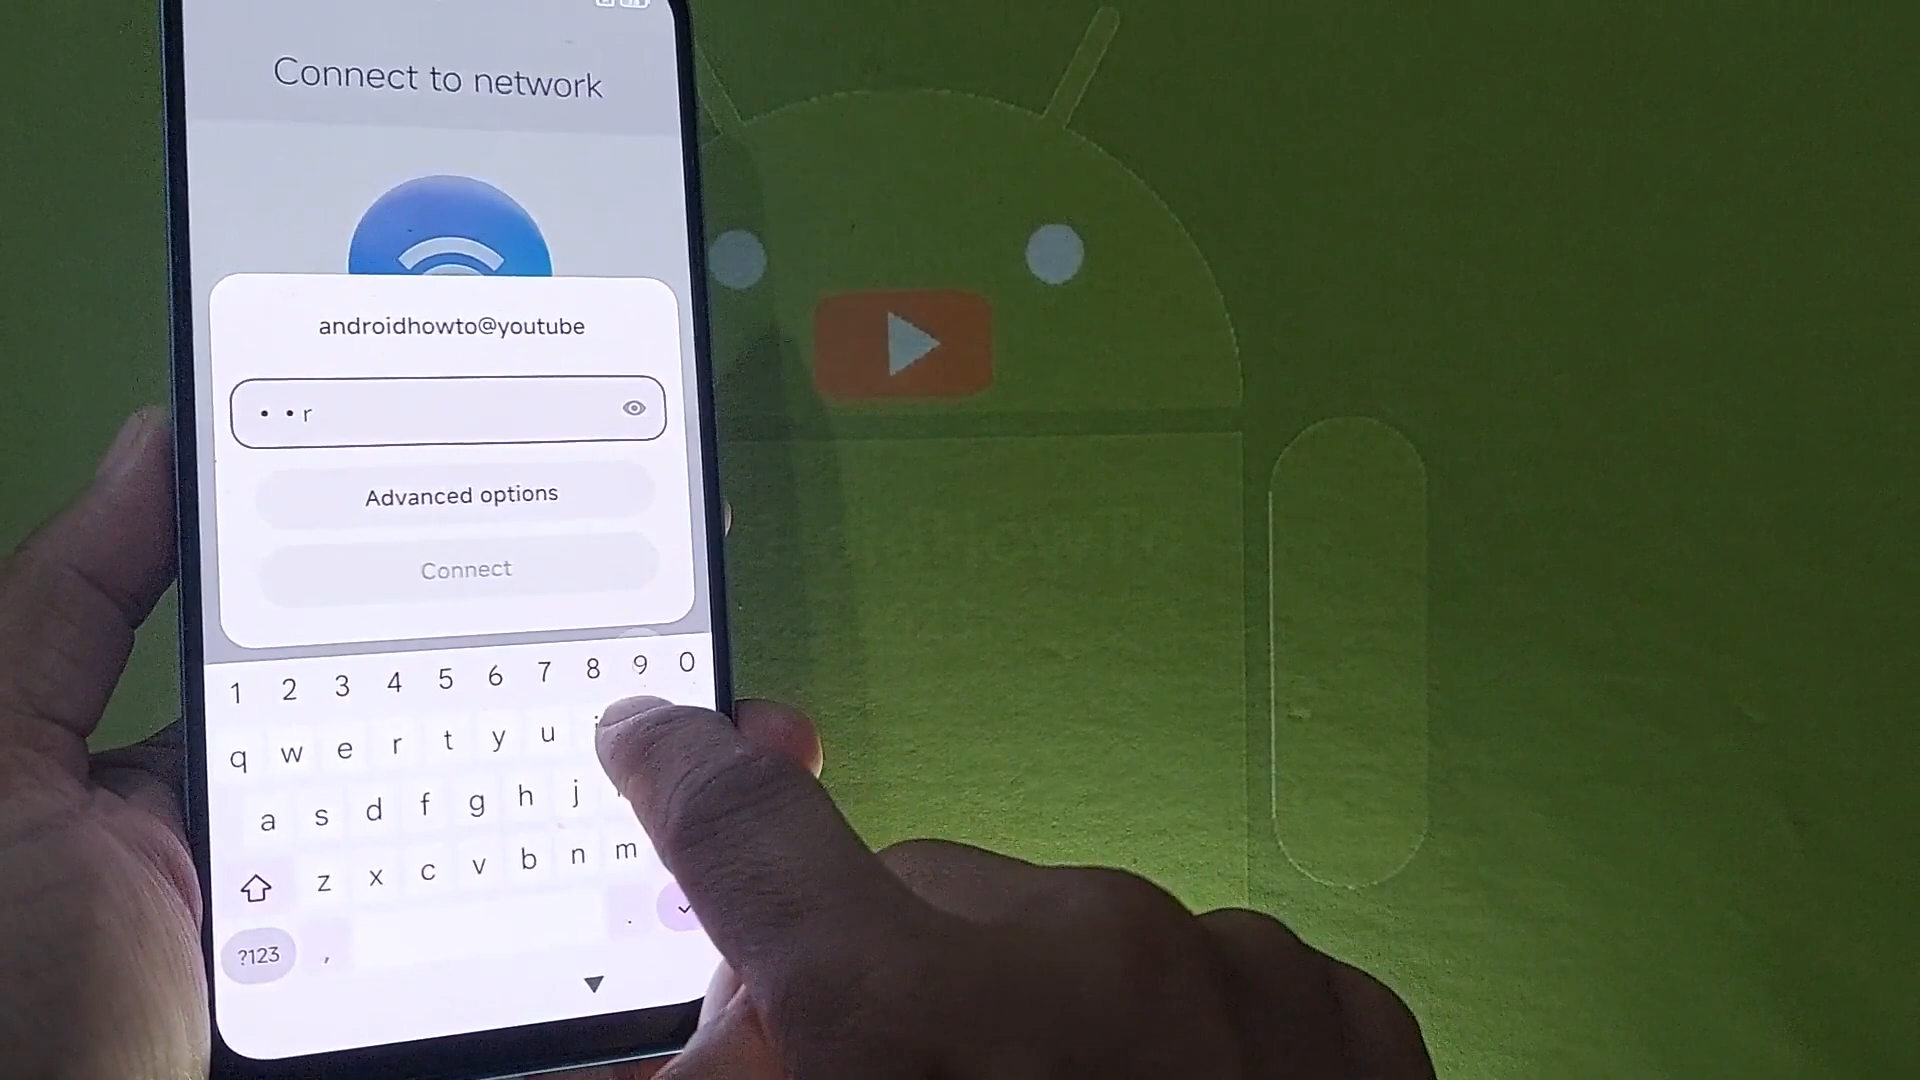 Connect to network
androidhowto@youtube
• • r
Advanced options
Connect
1 2 3 4 5 6 7 8 9 0
q w e r t y u i
a s d f g h j
z x c v b n m
?123 , .